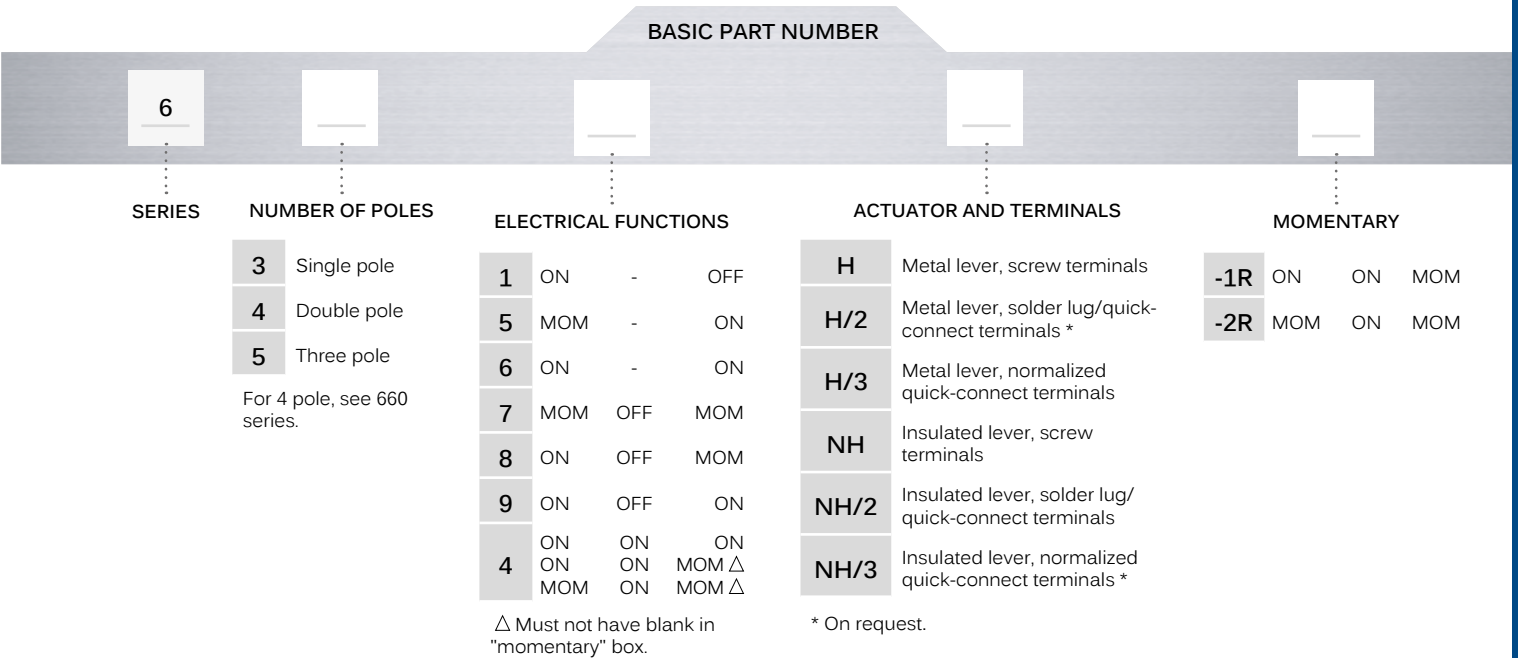 BASIC PART NUMBER
6
SERIES
NUMBER OF POLES
3 Single pole
4 Double pole
5 Three pole
For 4 pole, see 660
series.
ELECTRICAL FUNCTIONS
1 ON - OFF
5 MOM - ON
6 ON - ON
7 MOM OFF MOM
8 ON OFF MOM
9 ON OFF ON
4
ON ON ON
ON ON MOM △
MOM ON MOM △
△ Must not have blank in
"momentary" box.
ACTUATOR AND TERMINALS
H Metal lever, screw terminals
H/2 Metal lever, solder lug/quick-
connect terminals *
H/3 Metal lever, normalized
quick-connect terminals
NH Insulated lever, screw
terminals
NH/2 Insulated lever, solder lug/
quick-connect terminals
NH/3 Insulated lever, normalized
quick-connect terminals *
* On request.
MOMENTARY
-1R ON ON MOM
-2R MOM ON MOM